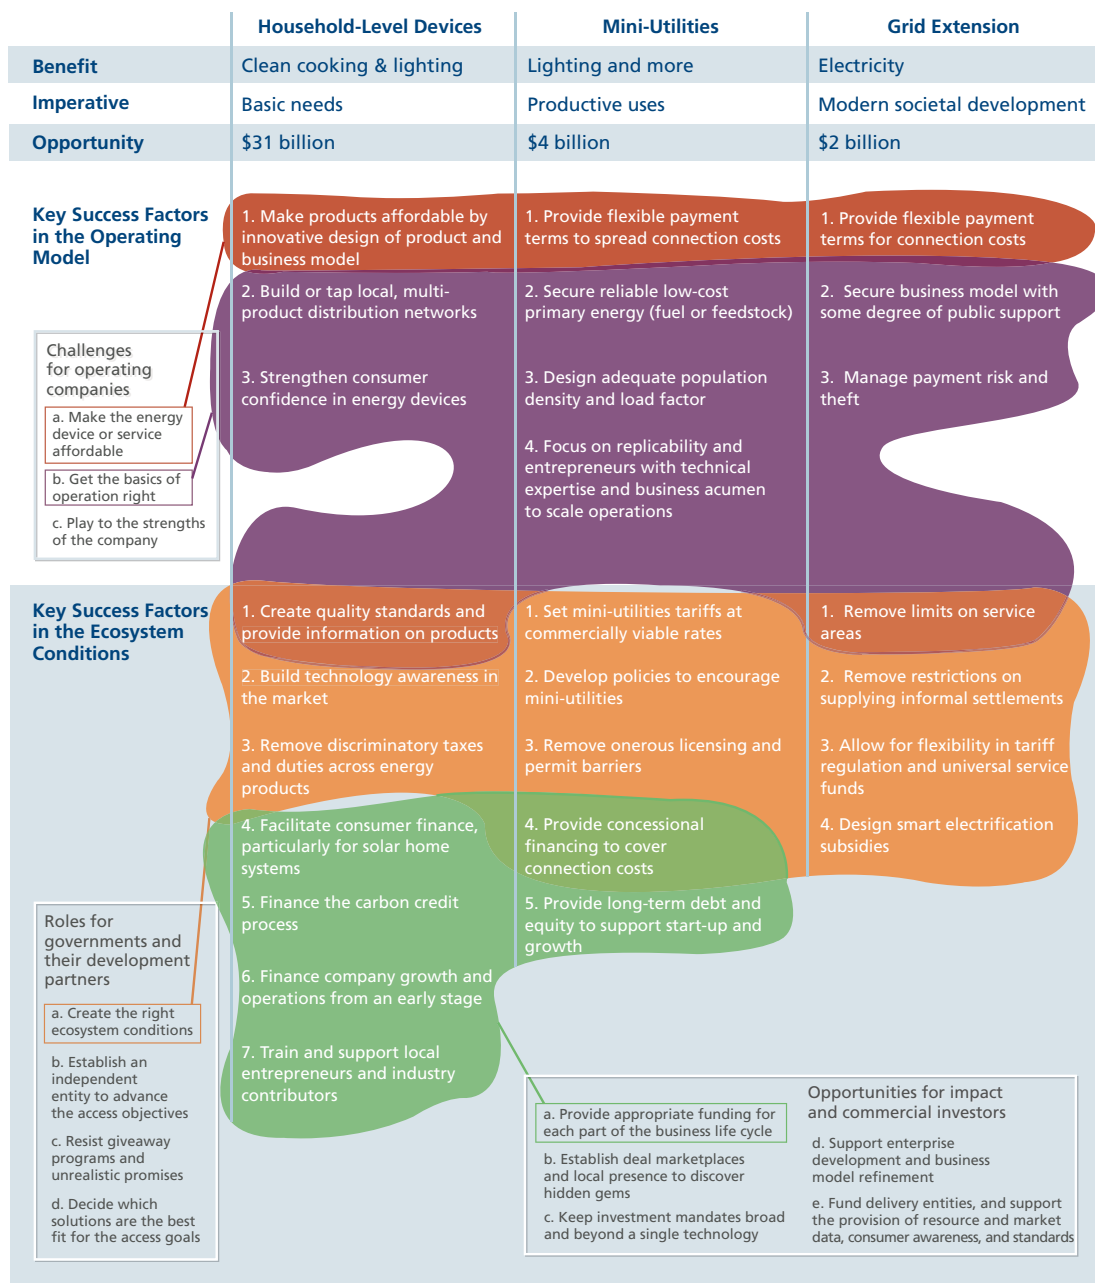 Household-Level Devices
Mini-Utilities
Grid Extension
Benefit
Clean cooking & lighting
Lighting and more
Electricity
Imperative
Basic needs
Productive uses
Modern societal development
Opportunity
$31 billion
$4 billion
$2 billion
Key Success Factors
in the Operating
Model
1. Make products affordable by
innovative design of product and
business model
1. Provide flexible payment
terms to spread connection costs
1. Provide flexible payment
terms for connection costs
2. Build or tap local, multi-
product distribution networks
2. Secure reliable low-cost
primary energy (fuel or feedstock)
2. Secure business model with
some degree of public support
3. Strengthen consumer
confidence in energy devices
3. Design adequate population
density and load factor
3. Manage payment risk and
theft
4. Focus on replicability and
entrepreneurs with technical
expertise and business acumen
to scale operations
Challenges
for operating
companies
a. Make the energy
device or service
affordable
b. Get the basics of
operation right
c. Play to the strengths
of the company
Key Success Factors
in the Ecosystem
Conditions
1. Create quality standards and
provide information on products
1. Set mini-utilities tariffs at
commercially viable rates
1. Remove limits on service
areas
2. Build technology awareness in
the market
2. Develop policies to encourage
mini-utilities
2. Remove restrictions on
supplying informal settlements
3. Remove discriminatory taxes
and duties across energy
products
3. Remove onerous licensing and
permit barriers
3. Allow for flexibility in tariff
regulation and universal service
funds
4. Facilitate consumer finance,
particularly for solar home
systems
4. Provide concessional
financing to cover
connection costs
4. Design smart electrification
subsidies
5. Finance the carbon credit
process
5. Provide long-term debt and
equity to support start-up and
growth
6. Finance company growth and
operations from an early stage
7. Train and support local
entrepreneurs and industry
contributors
Roles for
governments and
their development
partners
a. Create the right
ecosystem conditions
b. Establish an
independent
entity to advance
the access objectives
c. Resist giveaway
programs and
unrealistic promises
d. Decide which
solutions are the best
fit for the access goals
Opportunities for impact
and commercial investors
a. Provide appropriate funding for
each part of the business life cycle
b. Establish deal marketplaces
and local presence to discover
hidden gems
c. Keep investment mandates broad
and beyond a single technology
d. Support enterprise
development and business
model refinement
e. Fund delivery entities, and support
the provision of resource and market
data, consumer awareness, and standards